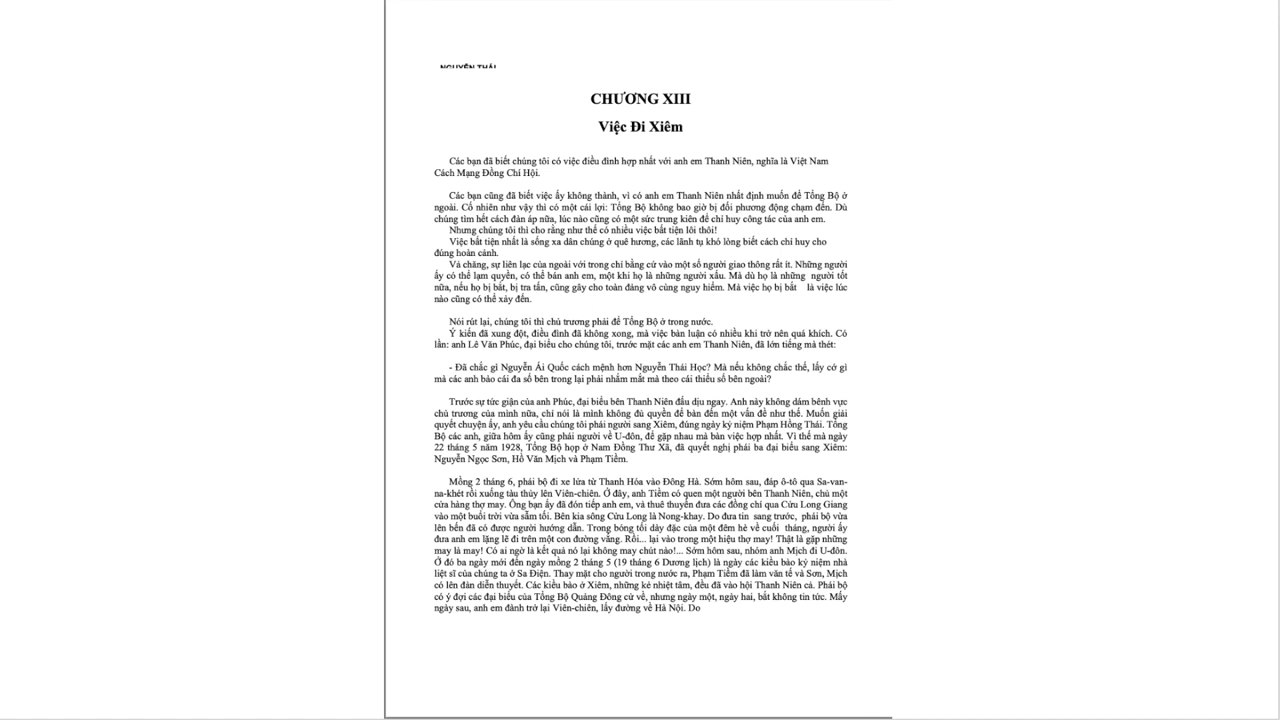 NGUYỄN THÁI
CHƯƠNG XIII
Việc Đi Xiêm
Các bạn đã biết chúng tôi có việc điều đình hợp nhất với anh em Thanh Niên, nghĩa là Việt Nam
Cách Mạng Đồng Chí Hội.
Các bạn cũng đã biết việc ấy không thành, vì có anh em Thanh Niên nhất định muốn để Tổng Bộ ở
ngoài. Cố nhiên như vậy thì có một cái lợi: Tổng Bộ không bao giờ bị đối phương động chạm đến. Dù
chúng tìm hết cách đàn áp nữa, lúc nào cũng có một sức trung kiên để chỉ huy công tác của anh em.
Nhưng chúng tôi thì cho rằng như thế có nhiều việc bất tiện lôi thôi!
Việc bất tiện nhất là sống xa dân chúng ở quê hương, các lãnh tụ khó lòng biết cách chỉ huy cho
đúng hoàn cảnh.
Vả chăng, sự liên lạc của ngoài với trong chỉ bằng cứ vào một số người giao thông rất ít. Những người
ấy có thể lạm quyền, có thể bán anh em, một khi họ là những người xấu. Mà dù họ là những người tốt
nữa, nếu họ bị bắt, bị tra tấn, cũng gây cho toàn đảng vô cùng nguy hiểm. Mà việc họ bị bắt là việc lúc
nào cũng có thể xảy đến.
Nói rút lại, chúng tôi thì chủ trương phải để Tổng Bộ ở trong nước.
Ý kiến đã xung đột, điều đình đã không xong, mà việc bàn luận có nhiều khi trở nên quá khích. Có
lần: anh Lê Văn Phúc, đại biểu cho chúng tôi, trước mặt các anh em Thanh Niên, đã lớn tiếng mà thét:
- Đã chắc gì Nguyễn Ái Quốc cách mệnh hơn Nguyễn Thái Học? Mà nếu không chắc thế, lấy cớ gì
mà các anh bảo cái đa số bên trong lại phải nhắm mắt mà theo cái thiểu số bên ngoài?
Trước sự tức giận của anh Phúc, đại biểu bên Thanh Niên đấu dịu ngay. Anh này không dám bênh vực
chủ trương của mình nữa, chỉ nói là mình không đủ quyền để bàn đến một vấn đề như thế. Muốn giải
quyết chuyện ấy, anh yêu cầu chúng tôi phái người sang Xiêm, đúng ngày kỷ niệm Phạm Hồng Thái. Tổng
Bộ các anh, giữa hôm ấy cũng phái người về U-đôn, để gặp nhau mà bàn việc hợp nhất. Vì thế mà ngày
22 tháng 5 năm 1928, Tổng Bộ họp ở Nam Đồng Thư Xã, đã quyết nghị phái ba đại biểu sang Xiêm:
Nguyễn Ngọc Sơn, Hồ Văn Mịch và Phạm Tiềm.
Mồng 2 tháng 6, phái bộ đi xe lửa từ Thanh Hóa vào Đông Hà. Sớm hôm sau, đáp ô-tô qua Sa-van-
na-khét rồi xuống tàu thủy lên Viên-chiên. Ở đây, anh Tiềm có quen một người bên Thanh Niên, chủ một
cửa hàng thợ may. Ông bạn ấy đã đón tiếp anh em, và thuê thuyền đưa các đồng chí qua Cửu Long Giang
vào một buổi trời vừa sẩm tối. Bên kia sông Cửu Long là Nong-khay. Do đưa tin sang trước, phái bộ vừa
lên bến đã có được người hướng dẫn. Trong bóng tối dày đặc của một đêm hè về cuối tháng, người ấy
đưa anh em lặng lẽ đi trên một con đường vắng. Rồi... lại vào trong một hiệu thợ may! Thật là gặp những
may là may! Có ai ngờ là kết quả nó lại không may chút nào!... Sớm hôm sau, nhóm anh Mịch đi U-đôn.
Ở đó ba ngày mới đến ngày mồng 2 tháng 5 (19 tháng 6 Dương lịch) là ngày các kiều bào kỷ niệm nhà
liệt sĩ của chúng ta ở Sa Điện. Thay mặt cho người trong nước ra, Phạm Tiềm đã làm văn tế và Sơn, Mịch
có lên đàn diễn thuyết. Các kiều bào ở Xiêm, những kẻ nhiệt tâm, đều đã vào hội Thanh Niên cả. Phái bộ
có ý đợi các đại biểu của Tổng Bộ Quảng Đông cử về, nhưng ngày một, ngày hai, bắt không tin tức. Mấy
ngày sau, anh em đành trở lại Viên-chiên, lấy đường về Hà Nội. Do